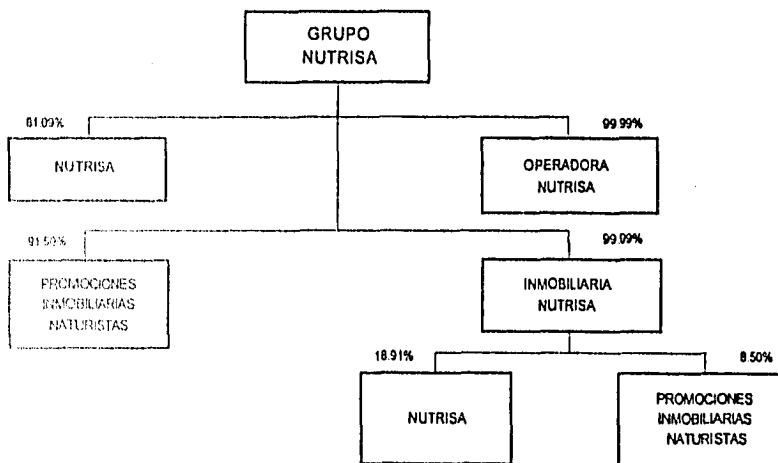 GRUPO
NUTRISA
81.09%
99.99%
NUTRISA
OPERADORA
NUTRISA
91.50%
99.99%
PROMOCIONES
INMOBILIARIAS
NATURISTAS
INMOBILIARIA
NUTRISA
18.91%
8.50%
NUTRISA
PROMOCIONES
INMOBILIARIAS
NATURISTAS